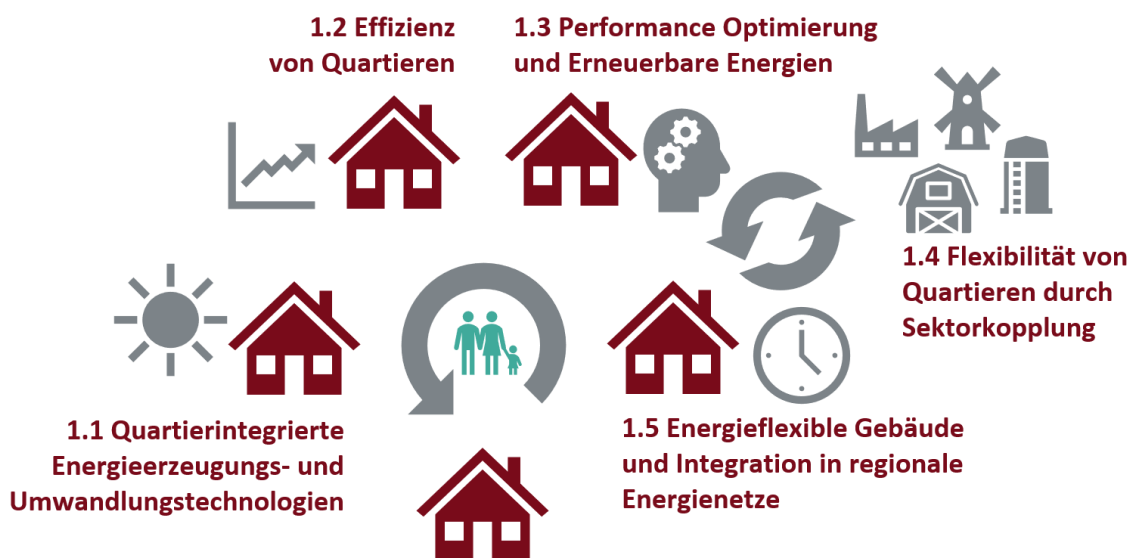 1.2 Effizienz
von Quartieren
1.3 Performance Optimierung
und Erneuerbare Energien
1.4 Flexibilität von
Quartieren durch
Sektorkopplung
1.1 Quartierintegrierte
Energieerzeugungs- und
Umwandlungstechnologien
1.5 Energieflexible Gebäude
und Integration in regionale
Energienetze